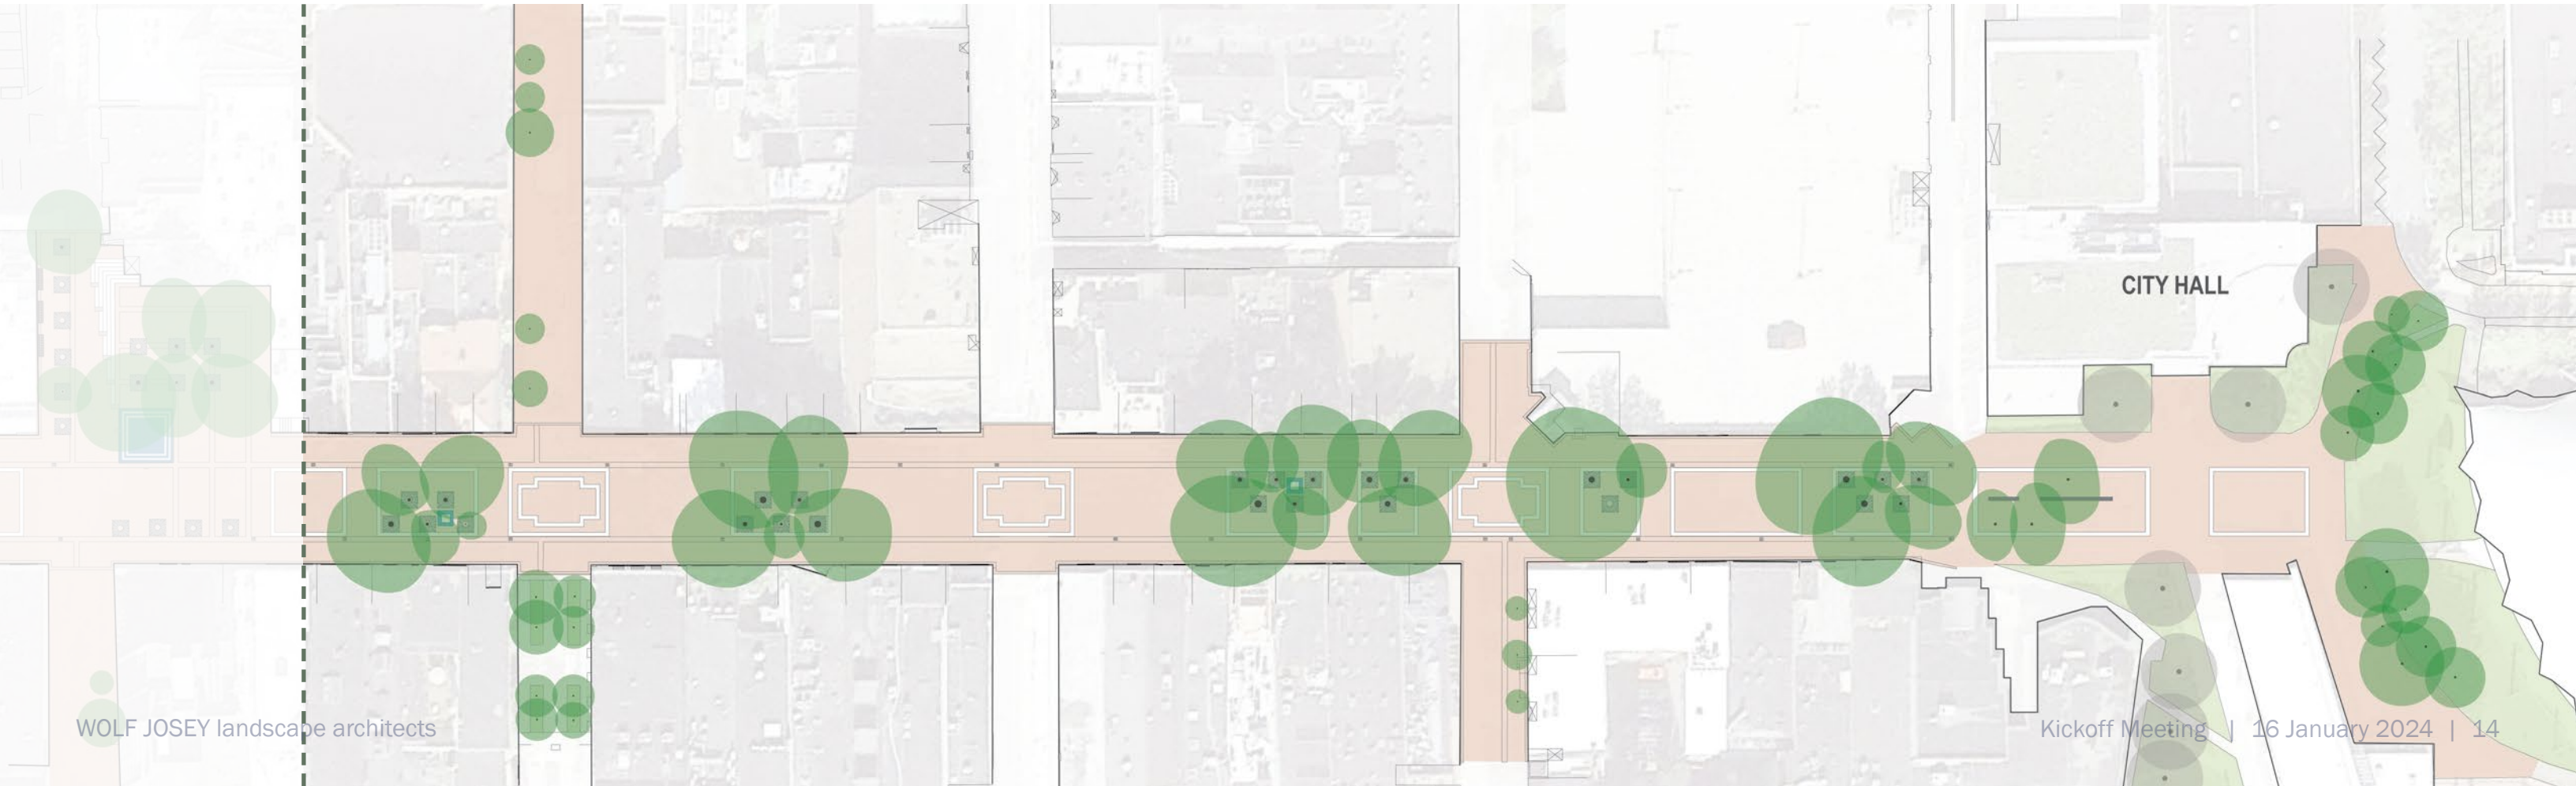 CITY HALL
WOLF JOSEY landscape architects
Kickoff Meeting | 16 January 2024 | 14